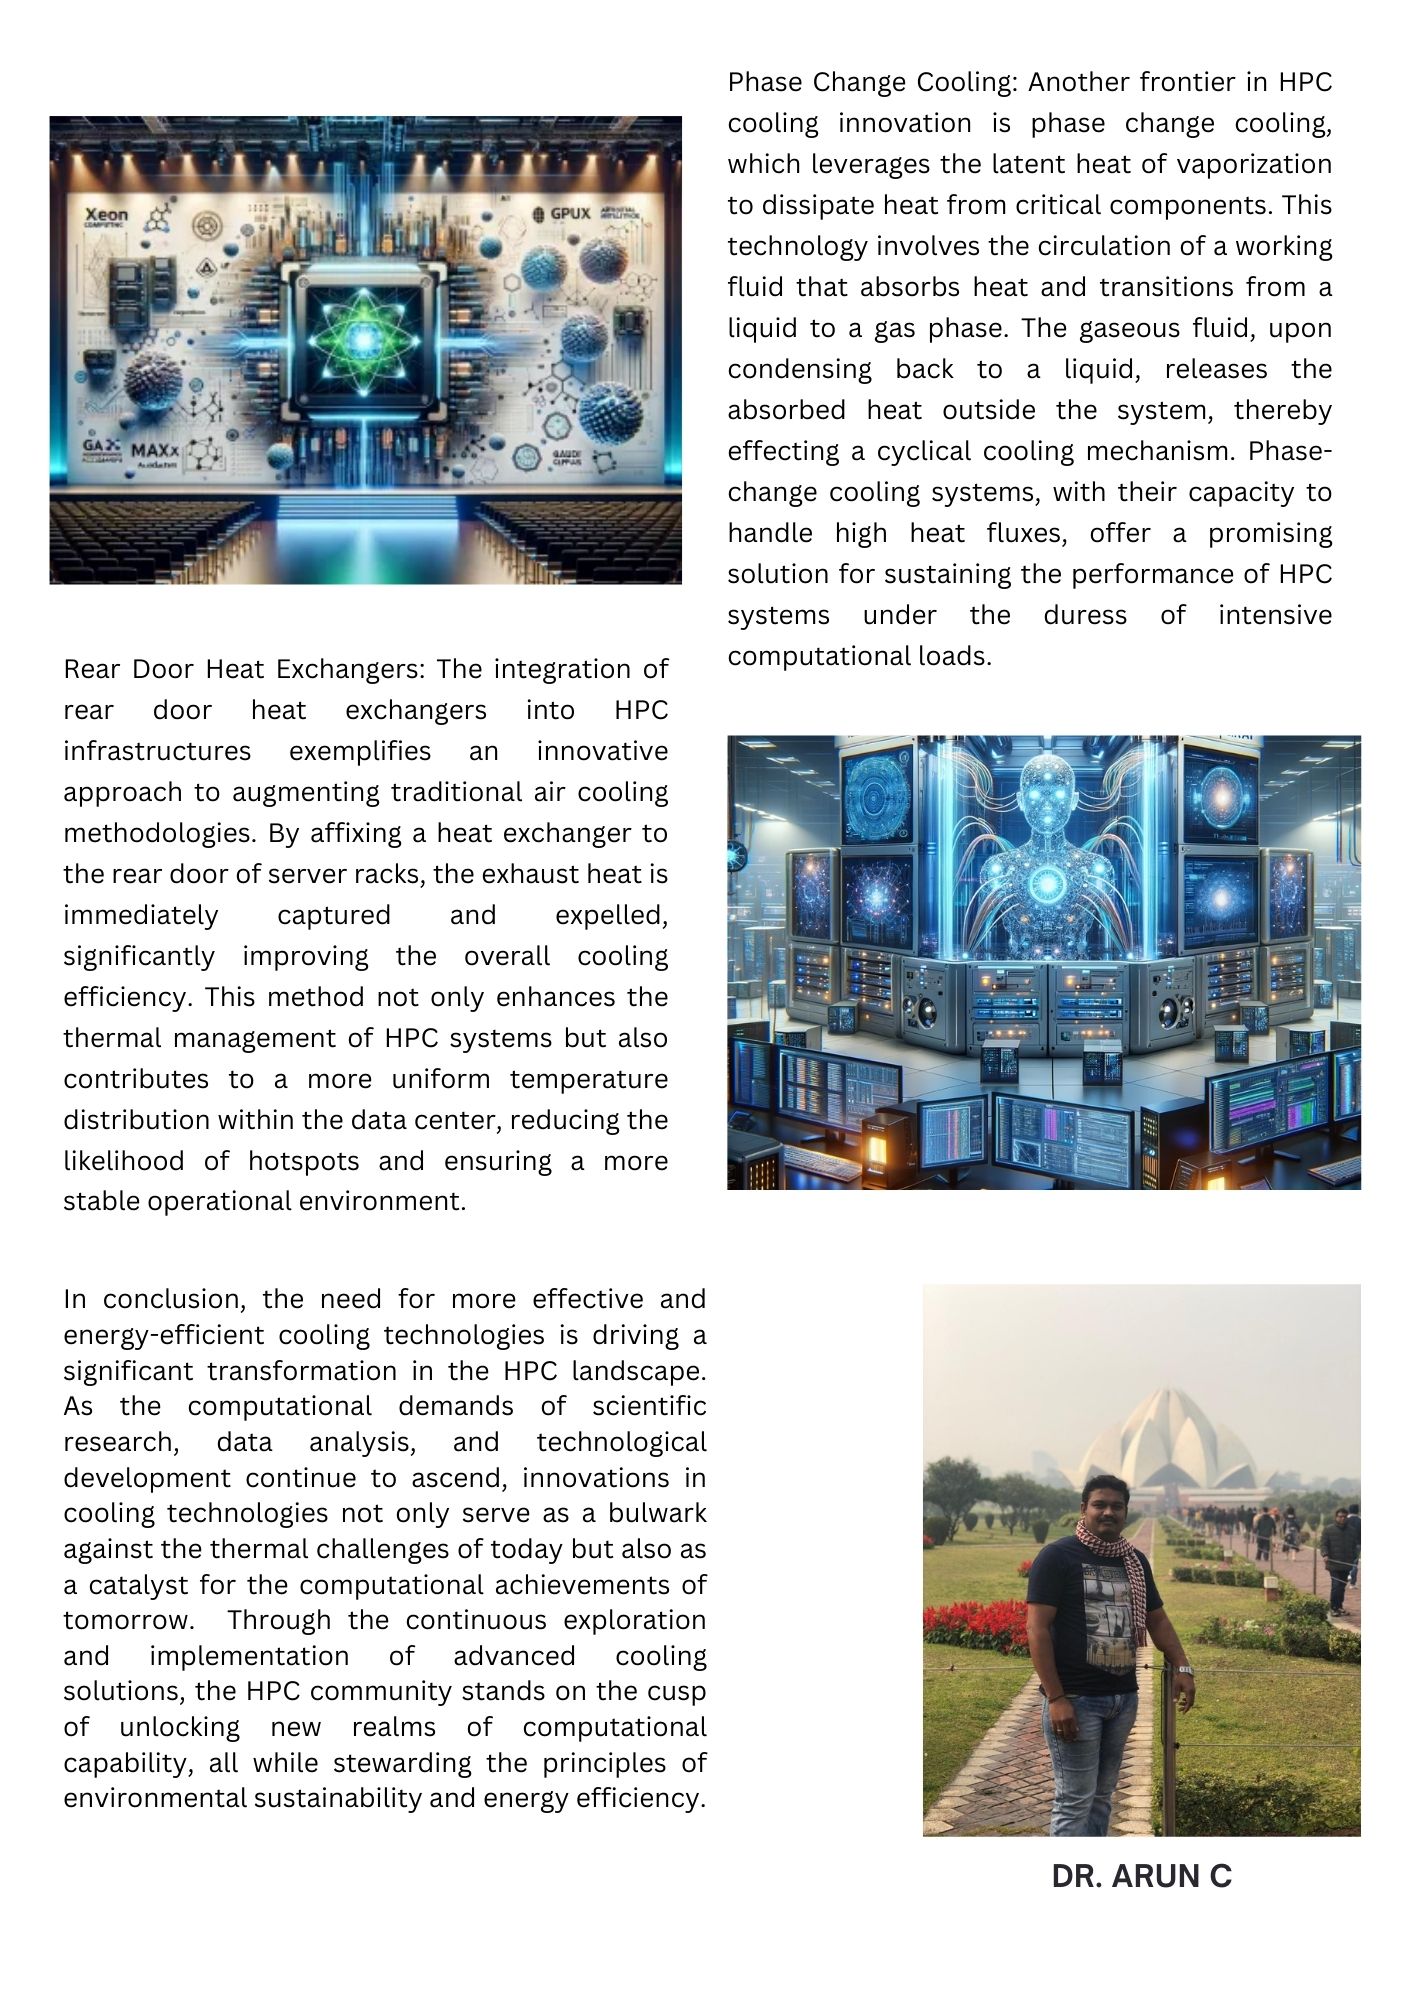 Xeon
GPUX
GAX
MAXx
Rear Door Heat Exchangers: The integration of
rear door heat exchangers into HPC
infrastructures exemplifies an innovative
approach to augmenting traditional air cooling
methodologies. By affixing a heat exchanger to
the rear door of server racks, the exhaust heat is
immediately captured and expelled,
significantly improving the overall cooling
efficiency. This method not only enhances the
thermal management of HPC systems but also
contributes to a more uniform temperature
distribution within the data center, reducing the
likelihood of hotspots and ensuring a more
stable operational environment.
Phase Change Cooling: Another frontier in HPC
cooling innovation is phase change cooling,
which leverages the latent heat of vaporization
to dissipate heat from critical components. This
technology involves the circulation of a working
fluid that absorbs heat and transitions from a
liquid to a gas phase. The gaseous fluid, upon
condensing back to a liquid, releases the
absorbed heat outside the system, thereby
effecting a cyclical cooling mechanism. Phase-
change cooling systems, with their capacity to
handle high heat fluxes, offer a promising
solution for sustaining the performance of HPC
systems under the duress of intensive
computational loads.
In conclusion, the need for more effective and
energy-efficient cooling technologies is driving a
significant transformation in the HPC landscape.
As the computational demands of scientific
research, data analysis, and technological
development continue to ascend, innovations in
cooling technologies not only serve as a bulwark
against the thermal challenges of today but also as
a catalyst for the computational achievements of
tomorrow. Through the continuous exploration
and implementation of advanced cooling
solutions, the HPC community stands on the cusp
of unlocking new realms of computational
capability, all while stewarding the principles of
environmental sustainability and energy efficiency.
DR. ARUN C